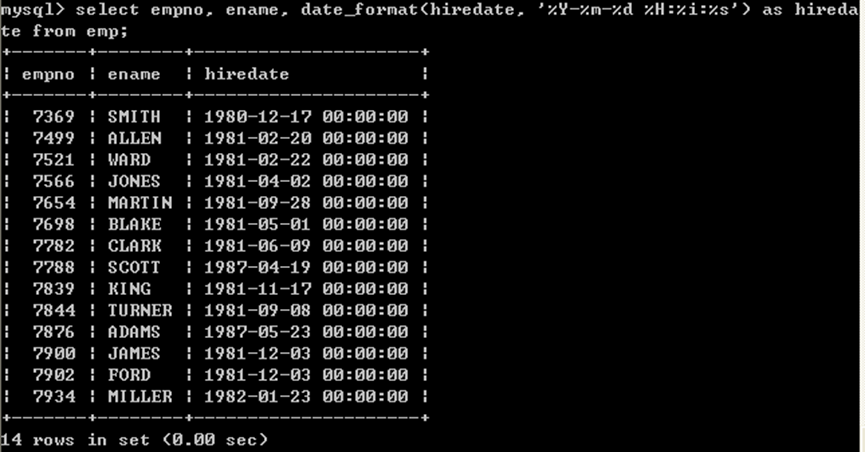 mysql> select empno, ename, date_format(hiredate, '%Y-%m-%d %H:%i:%s') as hireda
te from emp;
+-------+--------+---------------------+
| empno | ename  | hiredate            |
+-------+--------+---------------------+
|  7369 | SMITH  | 1980-12-17 00:00:00 |
|  7499 | ALLEN  | 1981-02-20 00:00:00 |
|  7521 | WARD   | 1981-02-22 00:00:00 |
|  7566 | JONES  | 1981-04-02 00:00:00 |
|  7654 | MARTIN | 1981-09-28 00:00:00 |
|  7698 | BLAKE  | 1981-05-01 00:00:00 |
|  7782 | CLARK  | 1981-06-09 00:00:00 |
|  7788 | SCOTT  | 1987-04-19 00:00:00 |
|  7839 | KING   | 1981-11-17 00:00:00 |
|  7844 | TURNER | 1981-09-08 00:00:00 |
|  7876 | ADAMS  | 1987-05-23 00:00:00 |
|  7900 | JAMES  | 1981-12-03 00:00:00 |
|  7902 | FORD   | 1981-12-03 00:00:00 |
|  7934 | MILLER | 1982-01-23 00:00:00 |
+-------+--------+---------------------+
14 rows in set (0.00 sec)